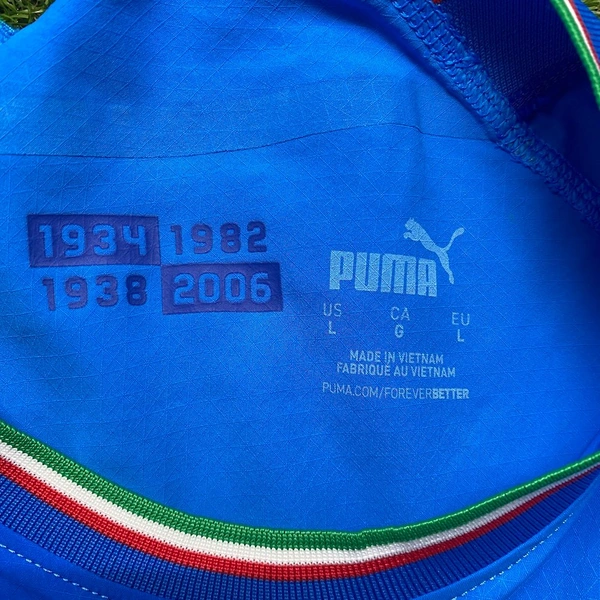 1934 1982
1938 2006
PUMA
US CA EU
L G L
MADE IN VIETNAM
FABRIQUÉ AU VIETNAM
PUMA.COM/FOREVERBETTER